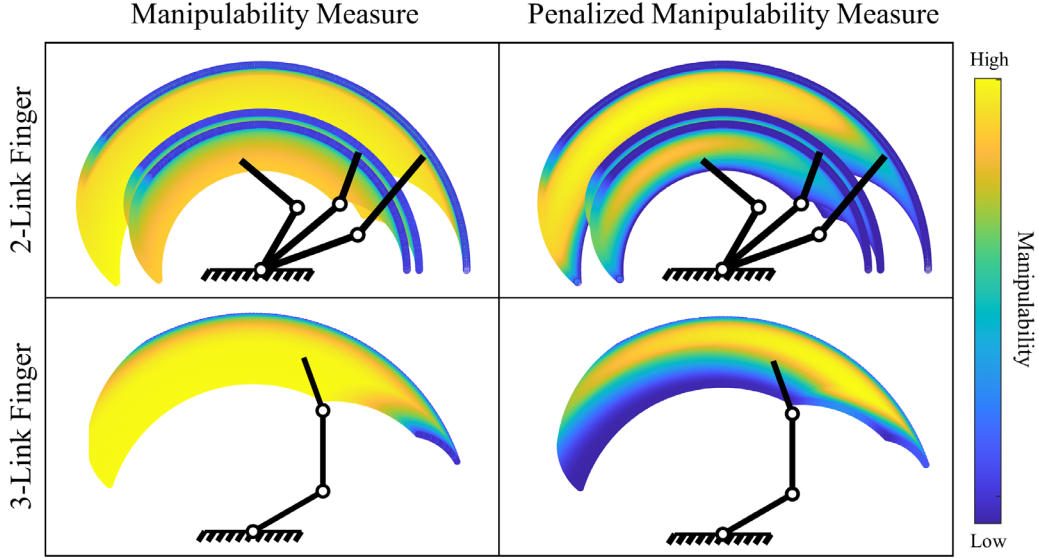 Manipulability Measure
Penalized Manipulability Measure
2-Link Finger
3-Link Finger
High
Manipulability
Low